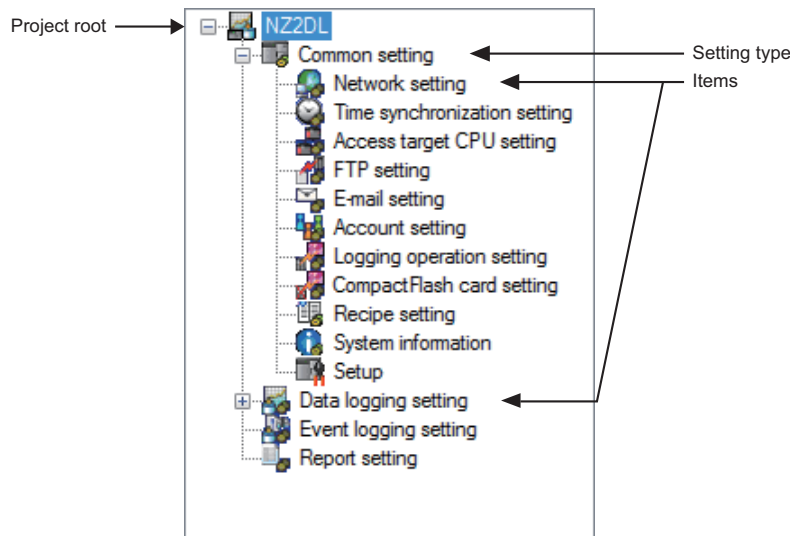 Project root
NZ2DL
Common setting
Setting type
Network setting
Items
Time synchronization setting
Access target CPU setting
FTP setting
E-mail setting
Account setting
Logging operation setting
CompactFlash card setting
Recipe setting
System information
Setup
Data logging setting
Event logging setting
Report setting